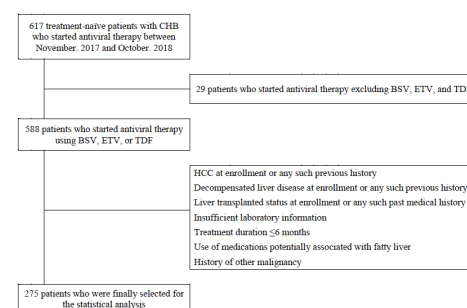 617 treatment-naïve patients with CHB
who started antiviral therapy between
November. 2017 and October. 2018
29 patients who started antiviral therapy excluding BSV, ETV, and TD
588 patients who started antiviral therapy
using BSV, ETV, or TDF
HCC at enrollment or any such previous history
Decompensated liver disease at enrollment or any such previous history
Liver transplanted status at enrollment or any such past medical history
Insufficient laboratory information
Treatment duration ≤6 months
Use of medications potentially associated with fatty liver
History of other malignancy
275 patients who were finally selected for
the statistical analysis